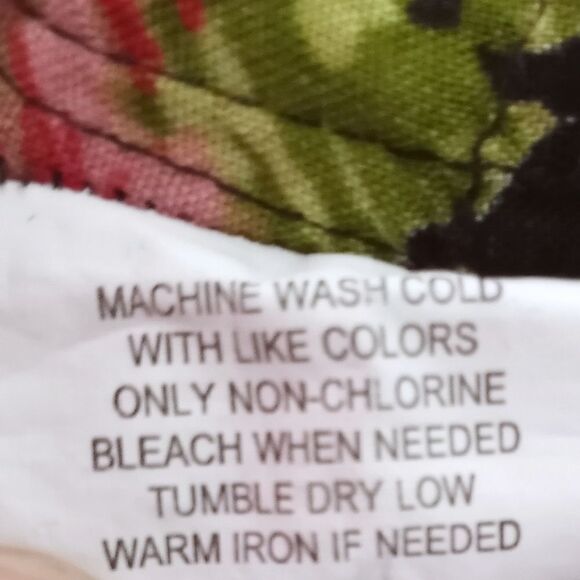 MACHINE WASH COLD
WITH LIKE COLORS
ONLY NON-CHLORINE
BLEACH WHEN NEEDED
TUMBLE DRY LOW
WARM IRON IF NEEDED